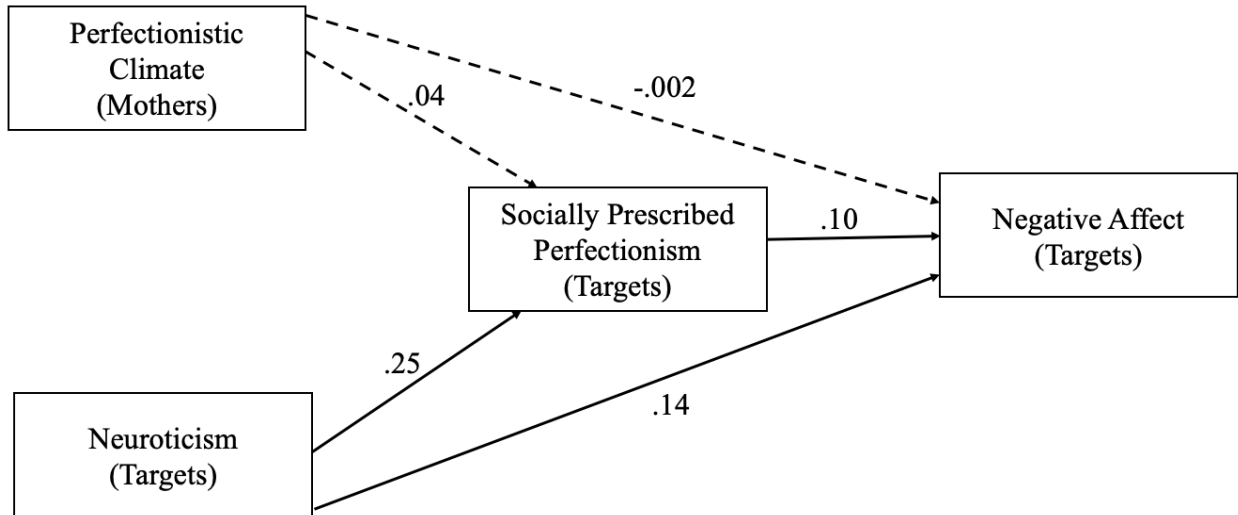 Perfectionistic
Climate
(Mothers)
-.002
.04
Socially Prescribed
Perfectionism
(Targets)
.10
Negative Affect
(Targets)
.25
.14
Neuroticism
(Targets)